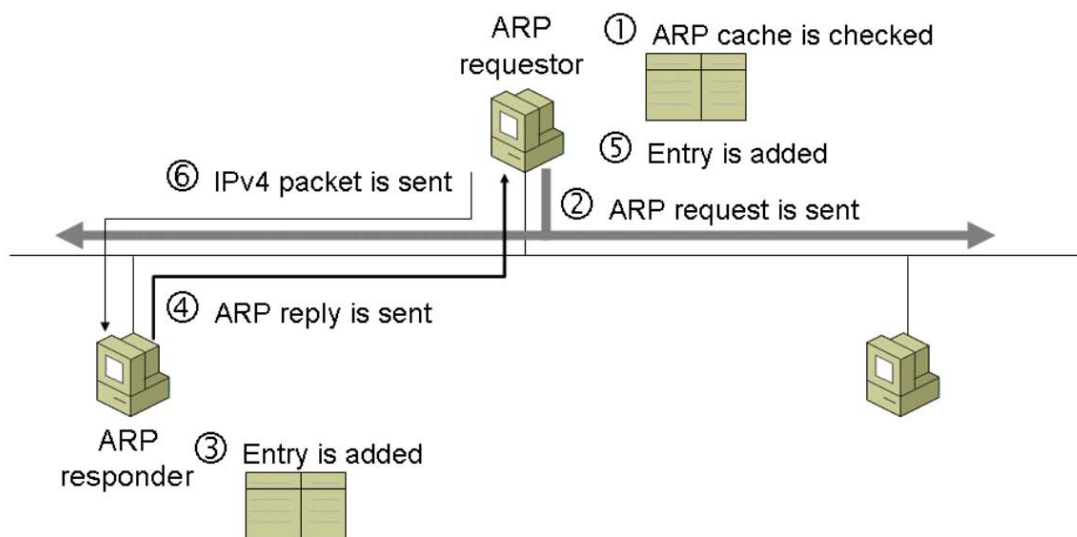 ARP
requestor
① ARP cache is checked
⑤ Entry is added
⑥ IPv4 packet is sent
② ARP request is sent
④ ARP reply is sent
ARP
responder
③ Entry is added